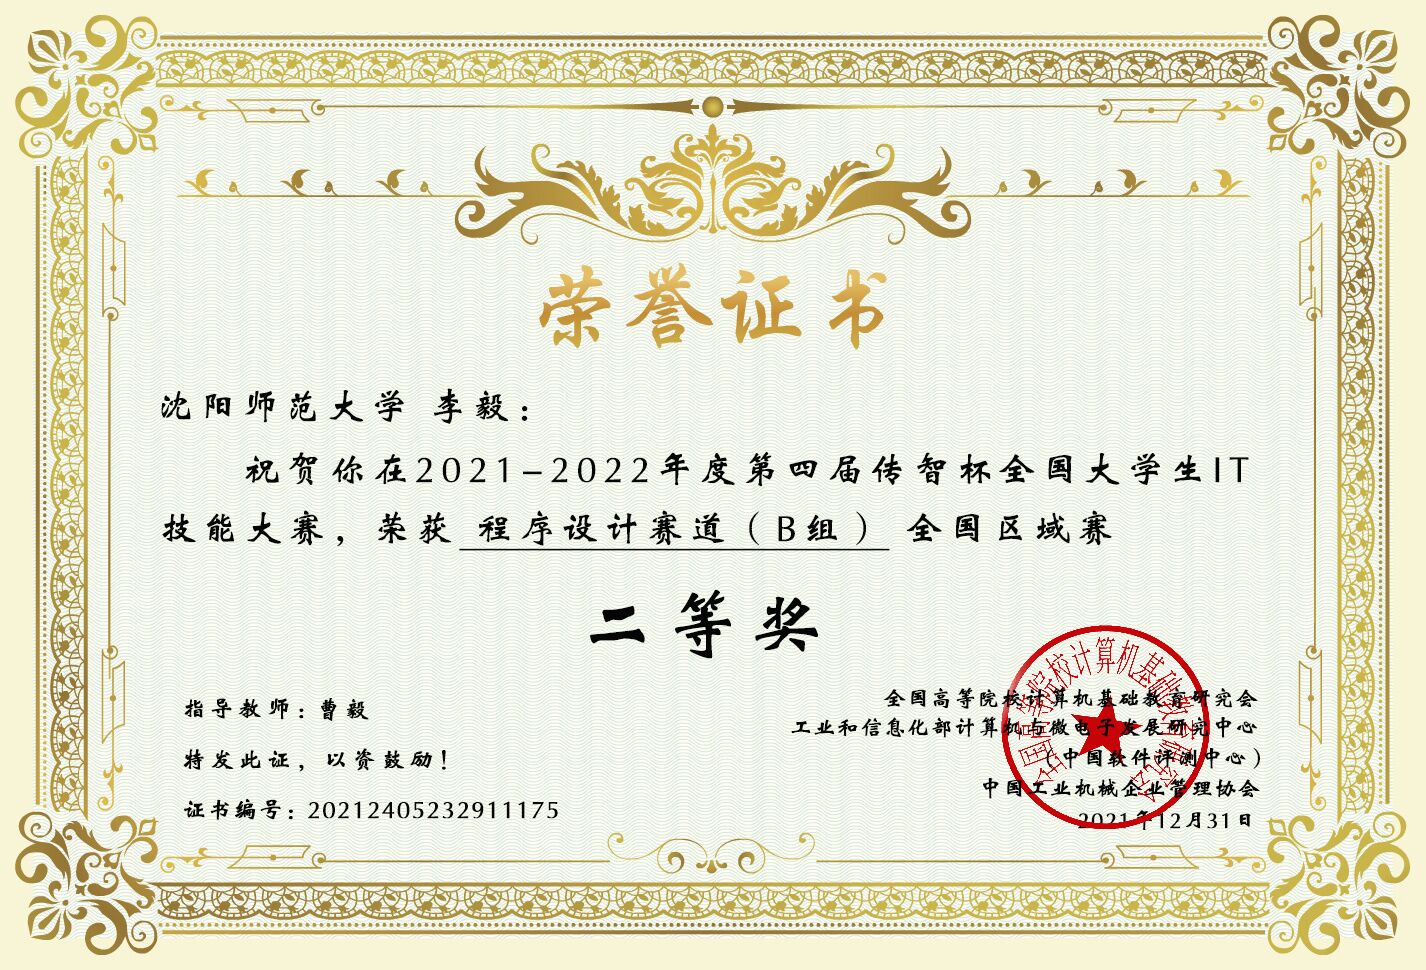 荣誉证书
沈阳师范大学 李毅：
祝贺你在2021-2022年度第四届传智杯全国大学生IT
技能大赛，荣获 程序设计赛道（B组） 全国区域赛
二等奖
指导教师：曹毅
特发此证，以资鼓励！
证书编号：20212405232911175
全国高等院校计算机基础教育研究会
工业和信息化部计算机与微电子发展研究中心
（中国软件评测中心）
中国工业机械企业管理协会
2021年12月31日
全国高等院校计算机基础教育研究会